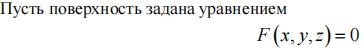 Пусть поверхность задана уравнением
F(x, y, z) = 0